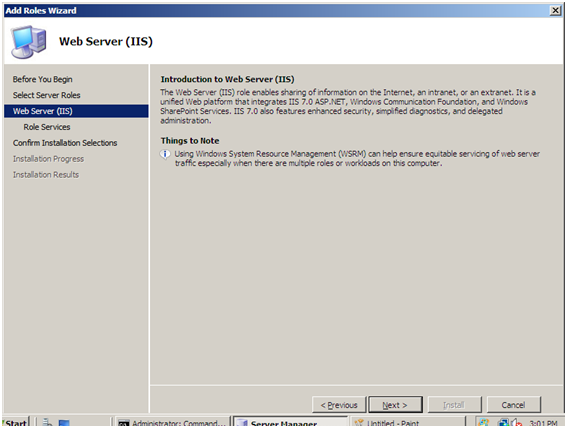 Add Roles Wizard
Web Server (IIS)
Before You Begin
Select Server Roles
Web Server (IIS)
Role Services
Confirm Installation Selections
Installation Progress
Installation Results
Introduction to Web Server (IIS)
The Web Server (IIS) role enables sharing of information on the Internet, an intranet, or an extranet. It is a
unified Web platform that integrates IIS 7.0 ASP.NET, Windows Communication Foundation, and Windows
SharePoint Services. IIS 7.0 also features enhanced security, simplified diagnostics, and delegated
administration.
Things to Note
Using Windows System Resource Management (WSRM) can help ensure equitable servicing of web server
traffic especially when there are multiple roles or workloads on this computer.
< Previous
Next >
Install
Cancel
Start
Administrator: Command...
Server Manager
Untitled - Paint
3:01 PM